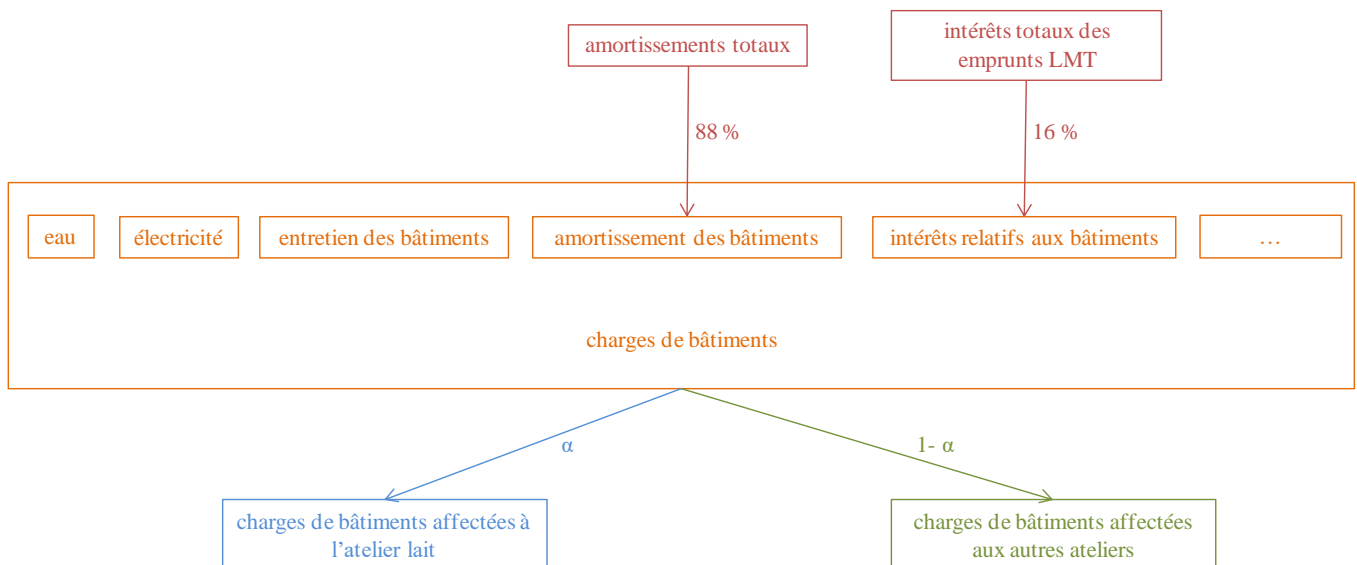 amortissements totaux
intérêts totaux des
emprunts LMT
88 %
16 %
eau
électricité
entretien des bâtiments
amortissement des bâtiments
intérêts relatifs aux bâtiments
…
charges de bâtiments
α
1- α
charges de bâtiments affectées à
l’atelier lait
charges de bâtiments affectées
aux autres ateliers